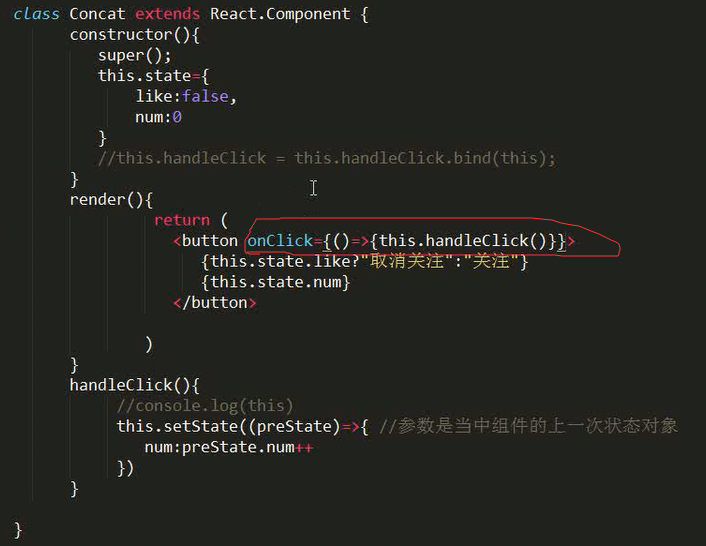 class Concat extends React.Component {
constructor(){
super();
this.state={
like:false,
num:0
}
//this.handleClick = this.handleClick.bind(this);
}
render(){
return (
<button onClick={()=>{this.handleClick()}}>
{this.state.like?"取消关注":"关注"}
{this.state.num}
</button>
)
}
handleClick(){
//console.log(this)
this.setState((preState)=>{ //参数是当中组件的上一次状态对象
num:preState.num++
})
}
}